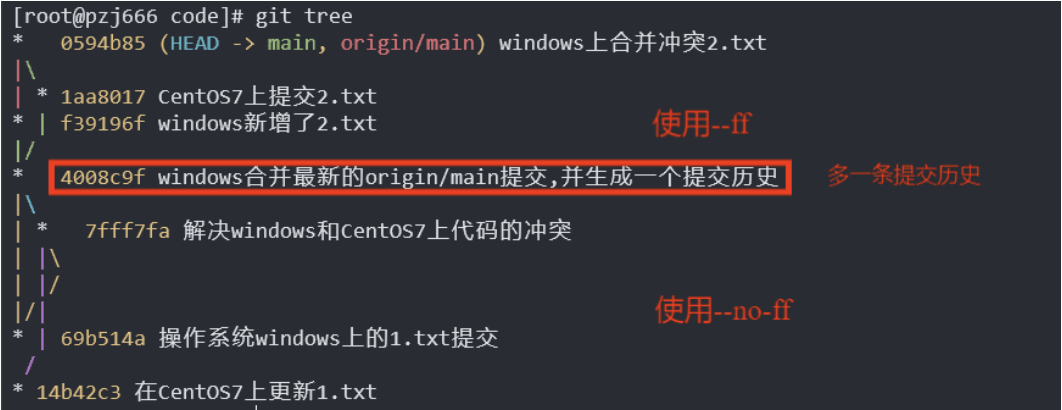 [root@pzj666 code]# git tree
*   0594b85 (HEAD -> main, origin/main) windows上合并冲突2.txt
|\
| * 1aa8017 CentOS7上提交2.txt
* | f39196f windows新增了2.txt
使用--ff
|/
*   4008c9f windows合并最新的origin/main提交,并生成一个提交历史
多一条提交历史
|\
| *   7fff7fa 解决windows和CentOS7上代码的冲突
| |\
| |/
|/|
使用--no-ff
* | 69b514a 操作系统windows上的1.txt提交
 /
* 14b42c3 在CentOS7上更新1.txt